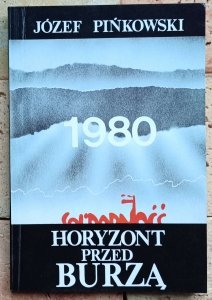 JÓZEF PIŃKOWSKI
1980
Solidarność
HORYZONT
PRZED
BURZĄ